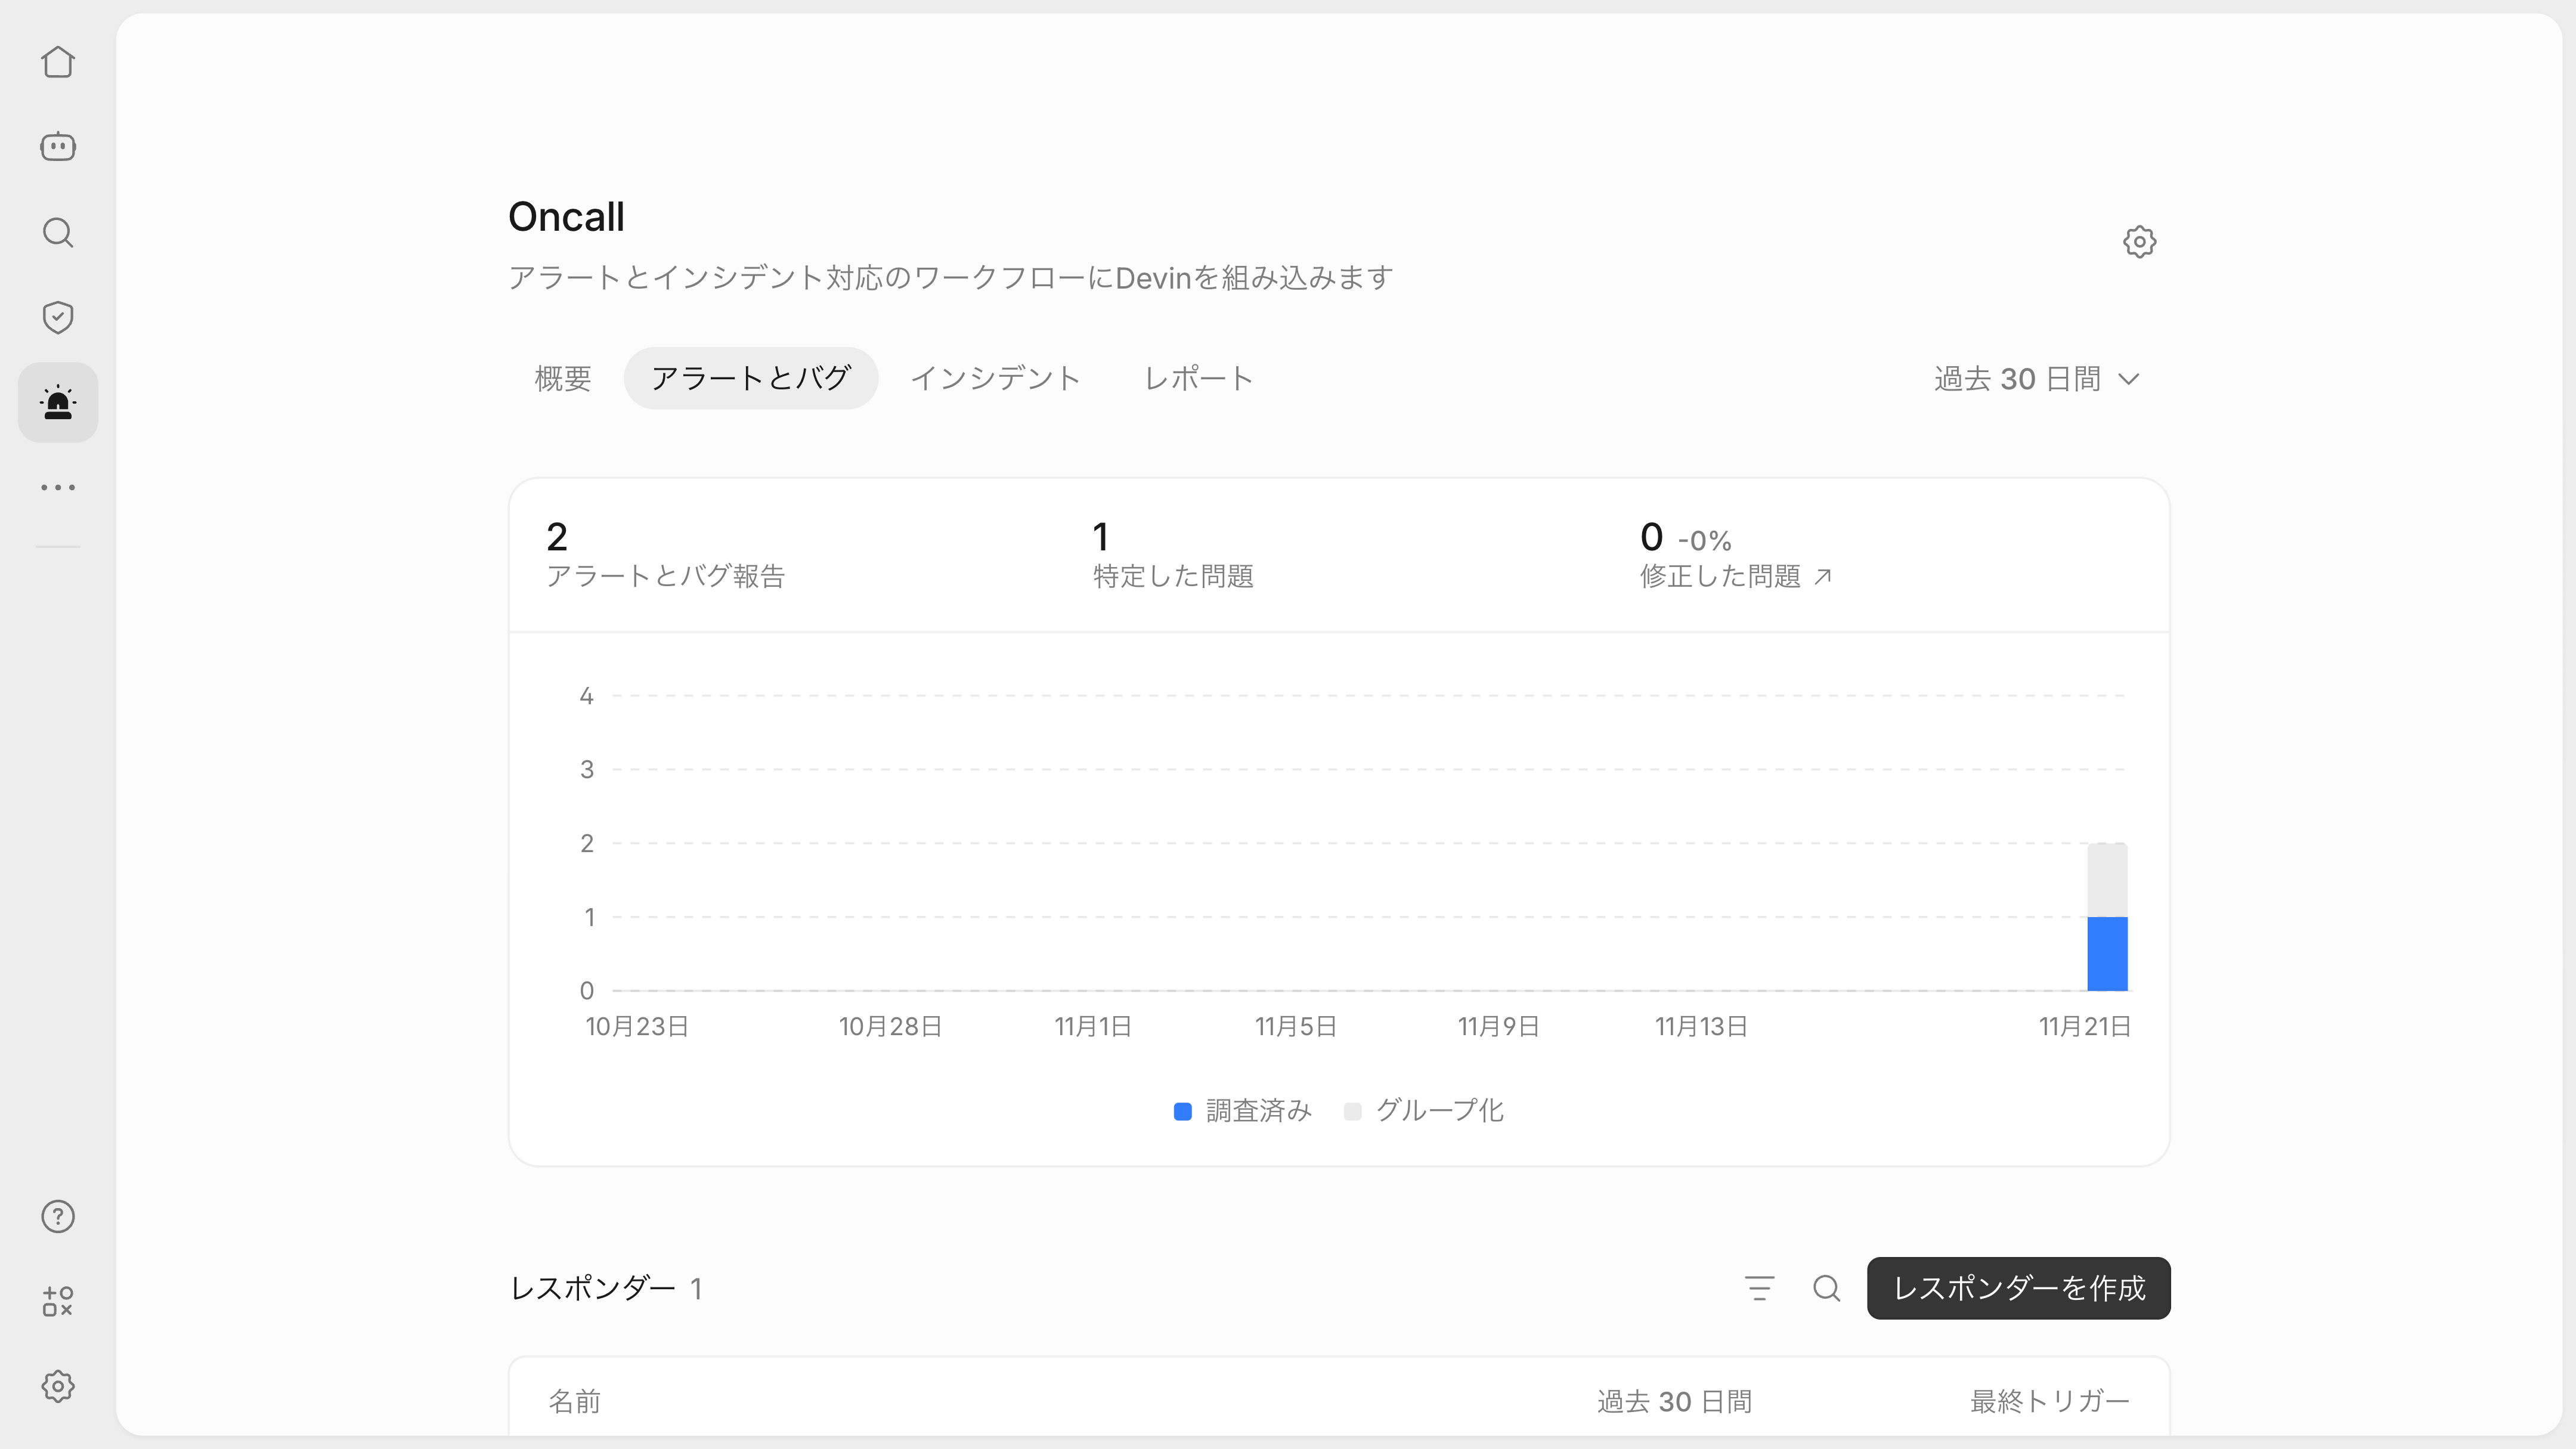 Oncall
アラートとインシデント対応のワークフローにDevinを組み込みます
概要 アラートとバグ インシデント レポート 過去 30 日間
2
アラートとバグ報告
1
特定した問題
0 -0%
修正した問題
4
3
2
1
0
10月23日 10月28日 11月1日 11月5日 11月9日 11月13日 11月21日
調査済み グループ化
レスポンダー 1
レスポンダーを作成
名前 過去 30 日間 最終トリガー